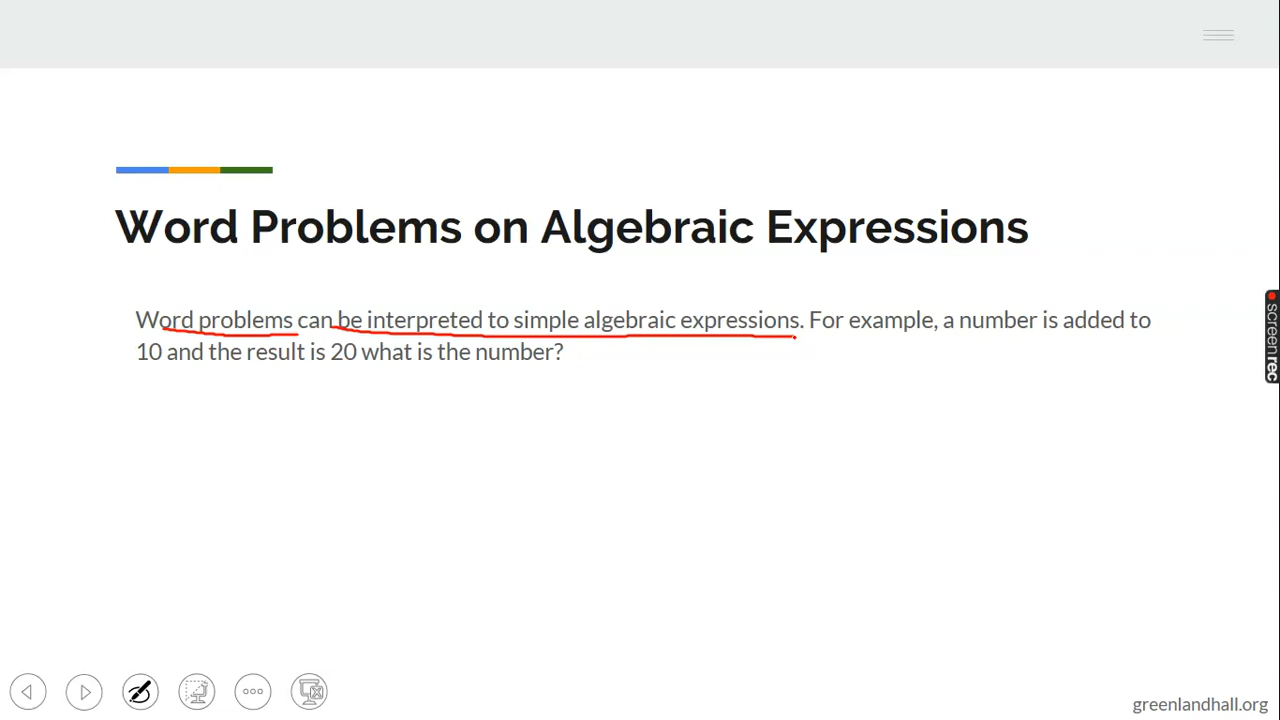 Word Problems on Algebraic Expressions
Word problems can be interpreted to simple algebraic expressions. For example, a number is added to
10 and the result is 20 what is the number?
screenrec
greenlandhall.org